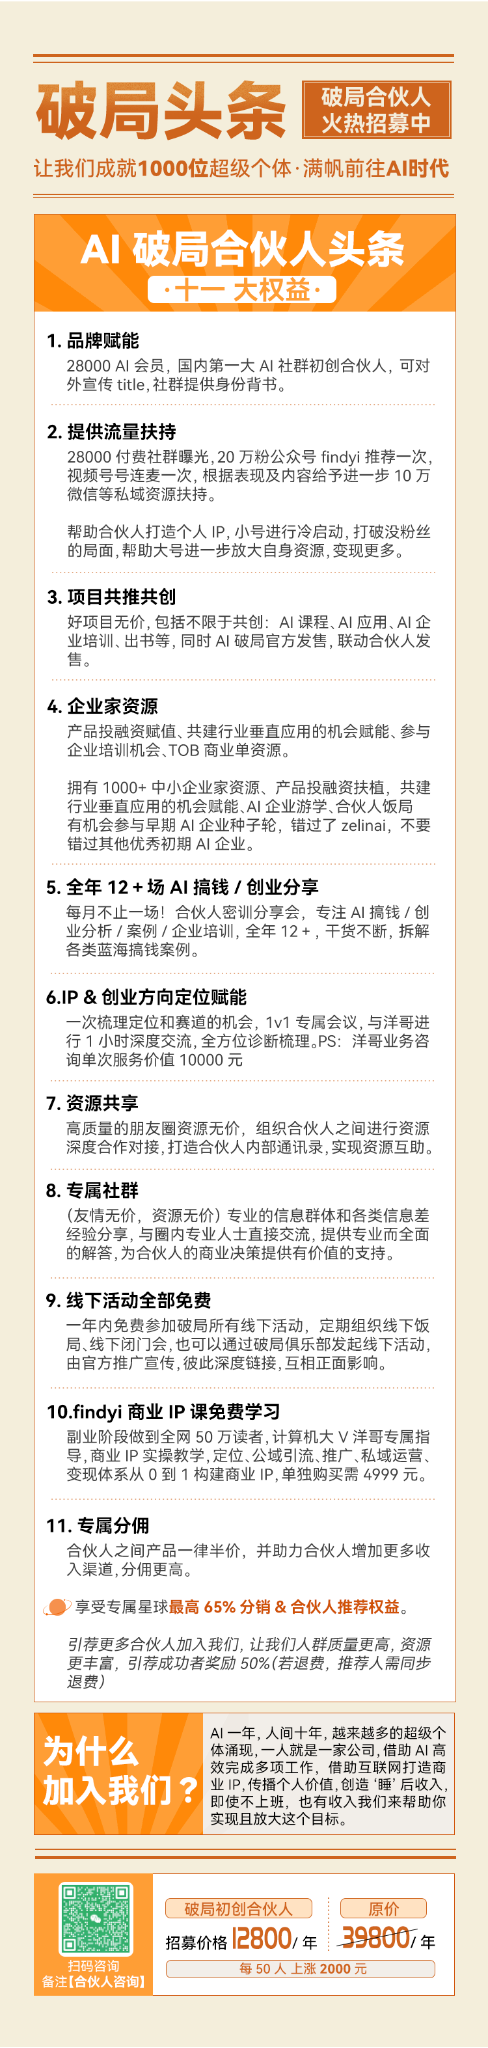 破局头条
破局合伙人
火热招募中
让我们成就1000位超级个体·满帆前往AI时代
AI 破局合伙人头条
·十一 大权益·
1. 品牌赋能
28000 AI 会员，国内第一大 AI 社群初创合伙人，可对
外宣传 title,社群提供身份背书。
2. 提供流量扶持
28000 付费社群曝光,20 万粉公众号 findyi 推荐一次,
视频号号连麦一次，根据表现及内容给予进一步 10 万
微信等私域资源扶持。
帮助合伙人打造个人 IP, 小号进行冷启动, 打破没粉丝
的局面,帮助大号进一步放大自身资源,变现更多。
3. 项目共推共创
好项目无价, 包括不限于共创：AI 课程、AI 应用、AI 企
业培训、出书等, 同时 AI 破局官方发售, 联动合伙人发
售。
4. 企业家资源
产品投融资赋值、共建行业垂直应用的机会赋能、参与
企业培训机会、TOB 商业单资源。
拥有 1000+ 中小企业家资源、产品投融资扶植，共建
行业垂直应用的机会赋能、AI 企业游学、合伙人饭局
有机会参与早期 AI 企业种子轮，错过了 zelinai，不要
错过其他优秀初期 AI 企业。
5. 全年 12 + 场 AI 搞钱 / 创业分享
每月不止一场！合伙人密训分享会，专注 AI 搞钱 / 创
业分析 / 案例 / 企业培训，全年 12 + , 干货不断，拆解
各类蓝海搞钱案例。
6.IP & 创业方向定位赋能
一次梳理定位和赛道的机会，1v1 专属会议, 与洋哥进
行 1 小时深度交流, 全方位诊断梳理。PS：洋哥业务咨
询单次服务价值 10000 元
7. 资源共享
高质量的朋友圈资源无价，组织合伙人之间进行资源
深度合作对接,打造合伙人内部通讯录,实现资源互助。
8. 专属社群
（友情无价，资源无价）专业的信息群体和各类信息差
经验分享, 与圈内专业人士直接交流, 提供专业而全面
的解答,为合伙人的商业决策提供有价值的支持。
9. 线下活动全部免费
一年内免费参加破局所有线下活动，定期组织线下饭
局、线下闭门会,也可以通过破局俱乐部发起线下活动,
由官方推广宣传, 彼此深度链接, 互相正面影响。
10.findyi 商业 IP 课免费学习
副业阶段做到全网 50 万读者,计算机大 V 洋哥专属指
导, 商业 IP 实操教学, 定位、公域引流、推广、私域运营、
变现体系从 0 到 1 构建商业 IP,单独购买需 4999 元。
11. 专属分佣
合伙人之间产品一律半价，并助力合伙人增加更多收
入渠道,分佣更高。
享受专属星球最高 65% 分销 & 合伙人推荐权益。
引荐更多合伙人加入我们, 让我们人群质量更高, 资源
更丰富，引荐成功者奖励 50%(若退费，推荐人需同步
退费）
为什么
加入我们？
AI 一年, 人间十年, 越来越多的超级个
体涌现, 一人就是一家公司, 借助 AI 高
效完成多项工作，借助互联网打造商
业 IP,传播个人价值,创造‘睡’后收入,
即使不上班，也有收入我们来帮助你
实现且放大这个目标。
扫码咨询
备注【合伙人咨询】
破局初创合伙人
原价
招募价格 12800/ 年
39800/ 年
每 50 人 上涨 2000 元